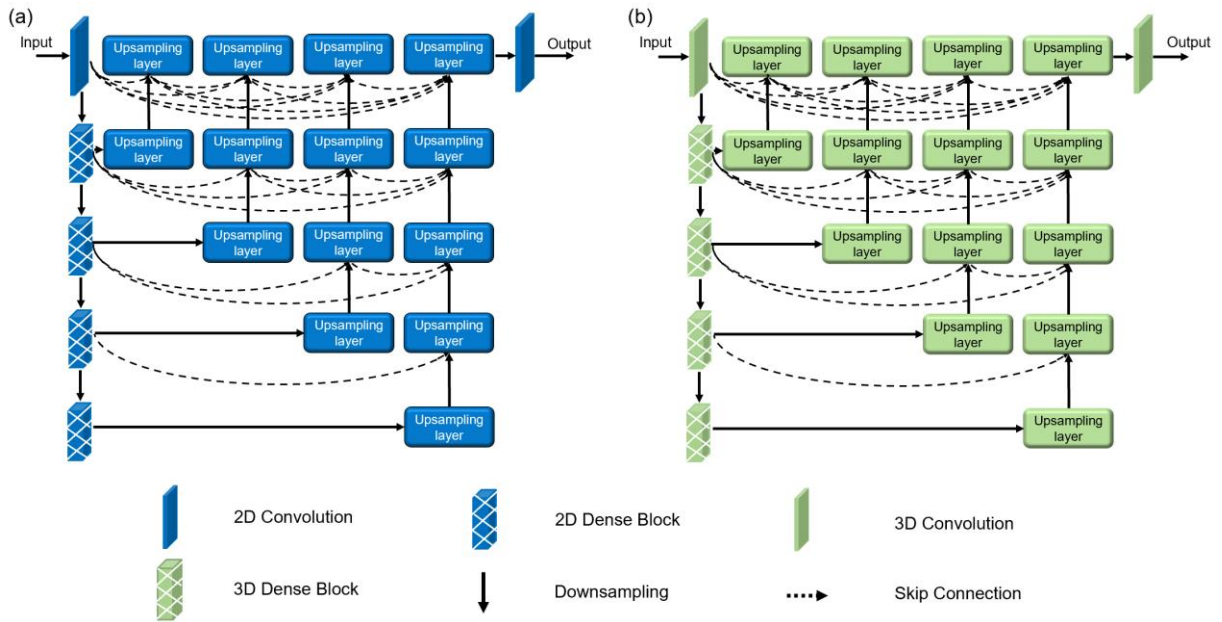 (a)
Input
Upsampling
layer
Upsampling
layer
Upsampling
layer
Upsampling
layer
Output
Upsampling
layer
Upsampling
layer
Upsampling
layer
Upsampling
layer
Upsampling
layer
Upsampling
layer
Upsampling
layer
Upsampling
layer
Upsampling
layer
Upsampling
layer
(b)
Input
Upsampling
layer
Upsampling
layer
Upsampling
layer
Upsampling
layer
Output
Upsampling
layer
Upsampling
layer
Upsampling
layer
Upsampling
layer
Upsampling
layer
Upsampling
layer
Upsampling
layer
Upsampling
layer
Upsampling
layer
Upsampling
layer
2D Convolution
2D Dense Block
3D Convolution
3D Dense Block
Downsampling
Skip Connection